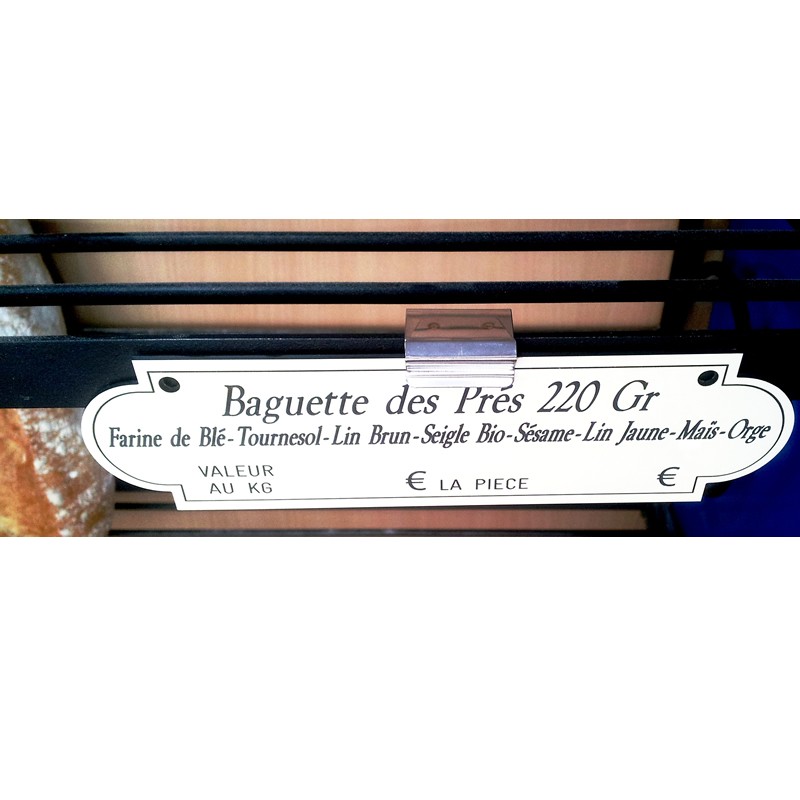 Baguette des Prés 220 Gr
Farine de Blé-Tournesol-Lin Brun-Seigle Bio-Sésame-Lin Jaune-Maïs-Orge
VALEUR
AU KG € LA PIECE €